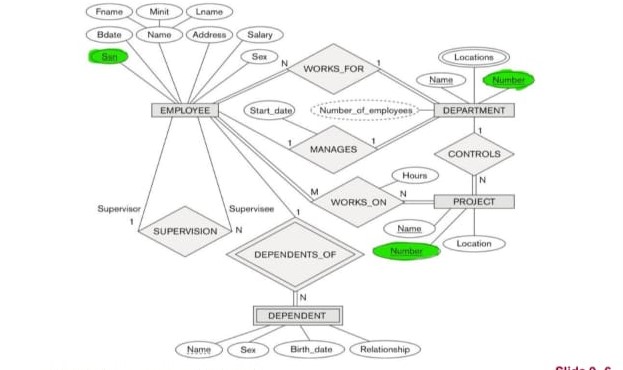 Fname Minit Lname
Bdate Name Address Salary
Ssn Sex
N WORKS_FOR 1
Locations
Name Number
EMPLOYEE Start_date Number_of_employees DEPARTMENT
1 MANAGES 1
1
CONTROLS
N
Hours
M WORKS_ON N PROJECT
Supervisor Supervisee
1 SUPERVISION N
1
Name
Number Location
DEPENDENTS_OF
N
DEPENDENT
Name Sex Birth_date Relationship